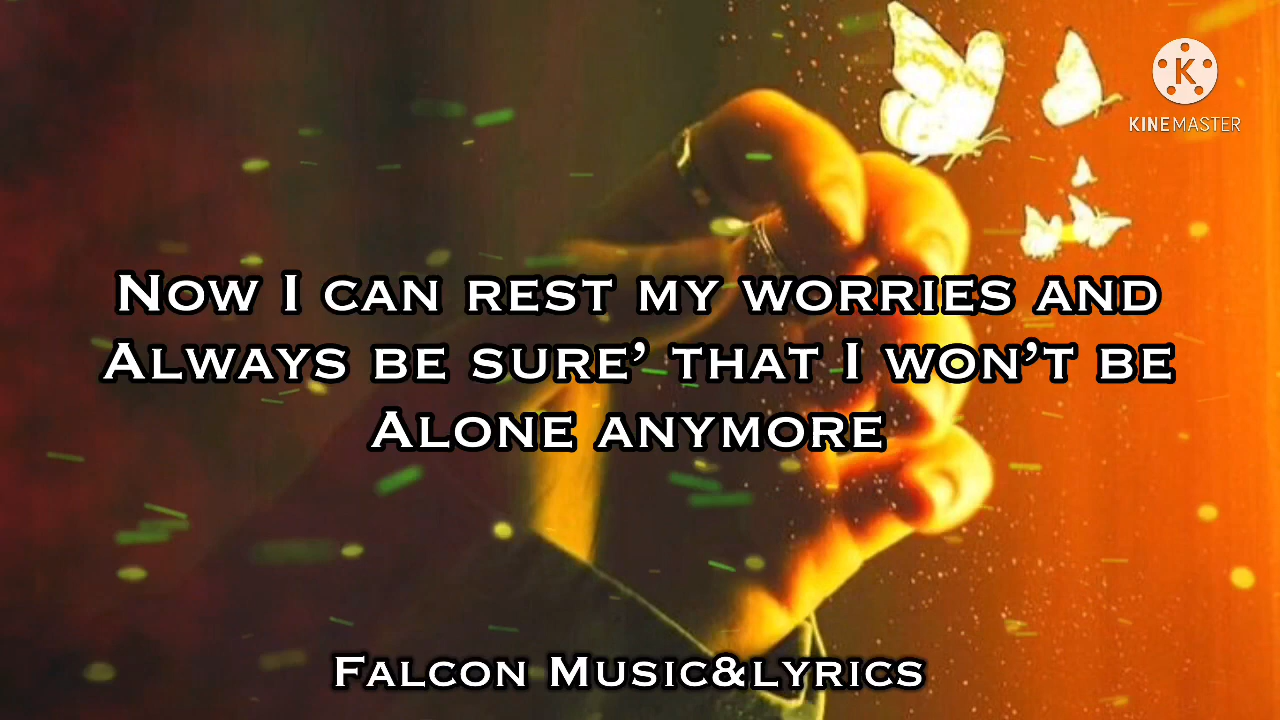 K
KINEMASTER
Now I can rest my worries and
Always be sure’ that I won’t be
Alone anymore
Falcon Music&lyrics